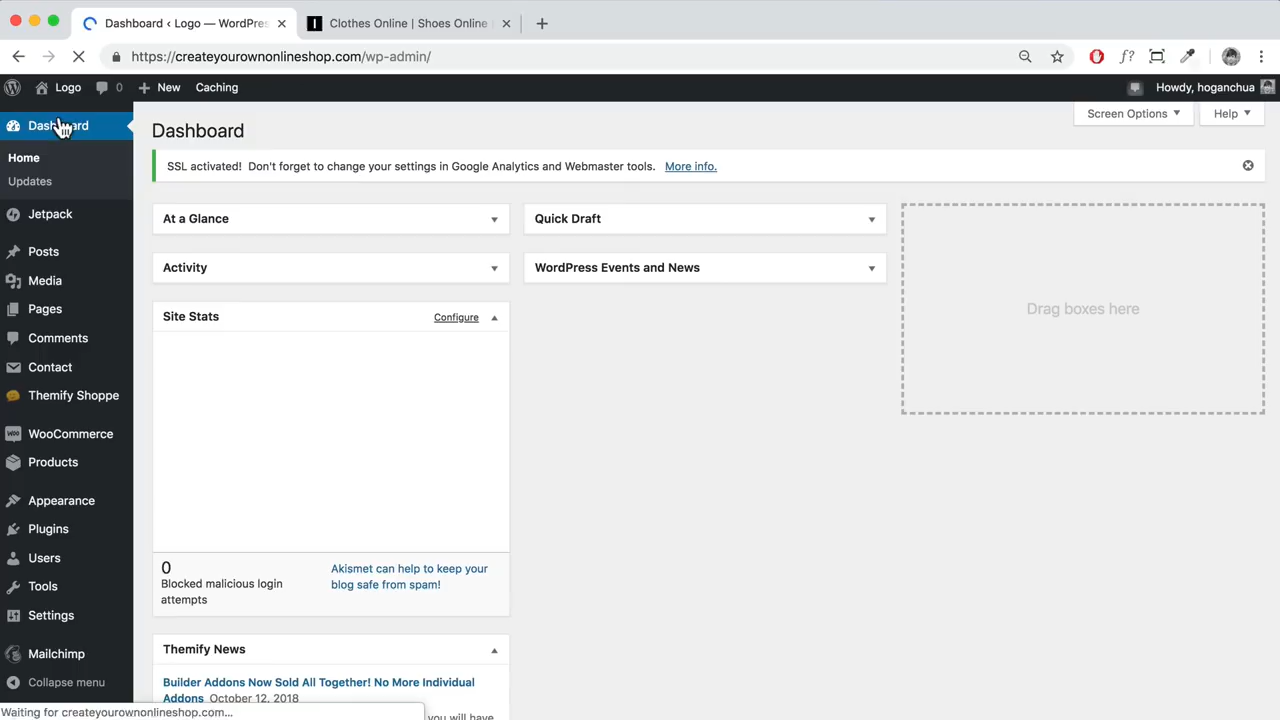 Dashboard ‹ Logo — WordPres
Clothes Online | Shoes Online
https://createyourownonlineshop.com/wp-admin/
f?
Logo
0
New
Caching
Howdy, hoganchua
Dashboard
Home
Updates
Jetpack
Posts
Media
Pages
Comments
Contact
Themify Shoppe
WooCommerce
Products
Appearance
Plugins
Users
Tools
Settings
Mailchimp
Collapse menu
Dashboard
Screen Options
Help
SSL activated! Don't forget to change your settings in Google Analytics and Webmaster tools. More info.
At a Glance
Activity
Site Stats
Configure
0
Blocked malicious login
attempts
Akismet can help to keep your
blog safe from spam!
Themify News
Builder Addons Now Sold All Together! No More Individual
Addons October 12, 2018
you will have
Quick Draft
WordPress Events and News
Drag boxes here
Waiting for createyourownonlineshop.com...